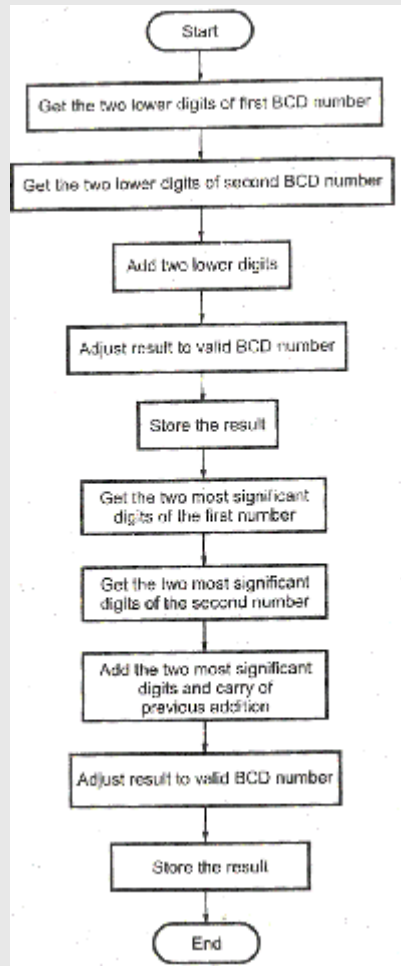 Start
Get the two lower digits of first BCD number
Get the two lower digits of second BCD number
Add two lower digits
Adjust result to valid BCD number
Store the result
Get the two most significant
digits of the first number
Get the two most significant
digits of the second number
Add the two most significant
digits and carry of
previous addition
Adjust result to valid BCD number
Store the result
End